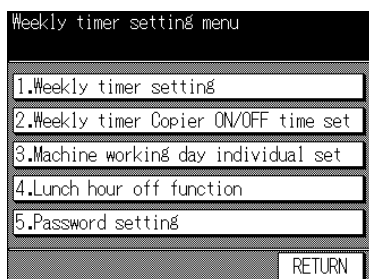 Weekly timer setting menu
1.Weekly timer setting
2.Weekly timer Copier ON/OFF time set
3.Machine working day individual set
4.Lunch hour off function
5.Password setting
RETURN